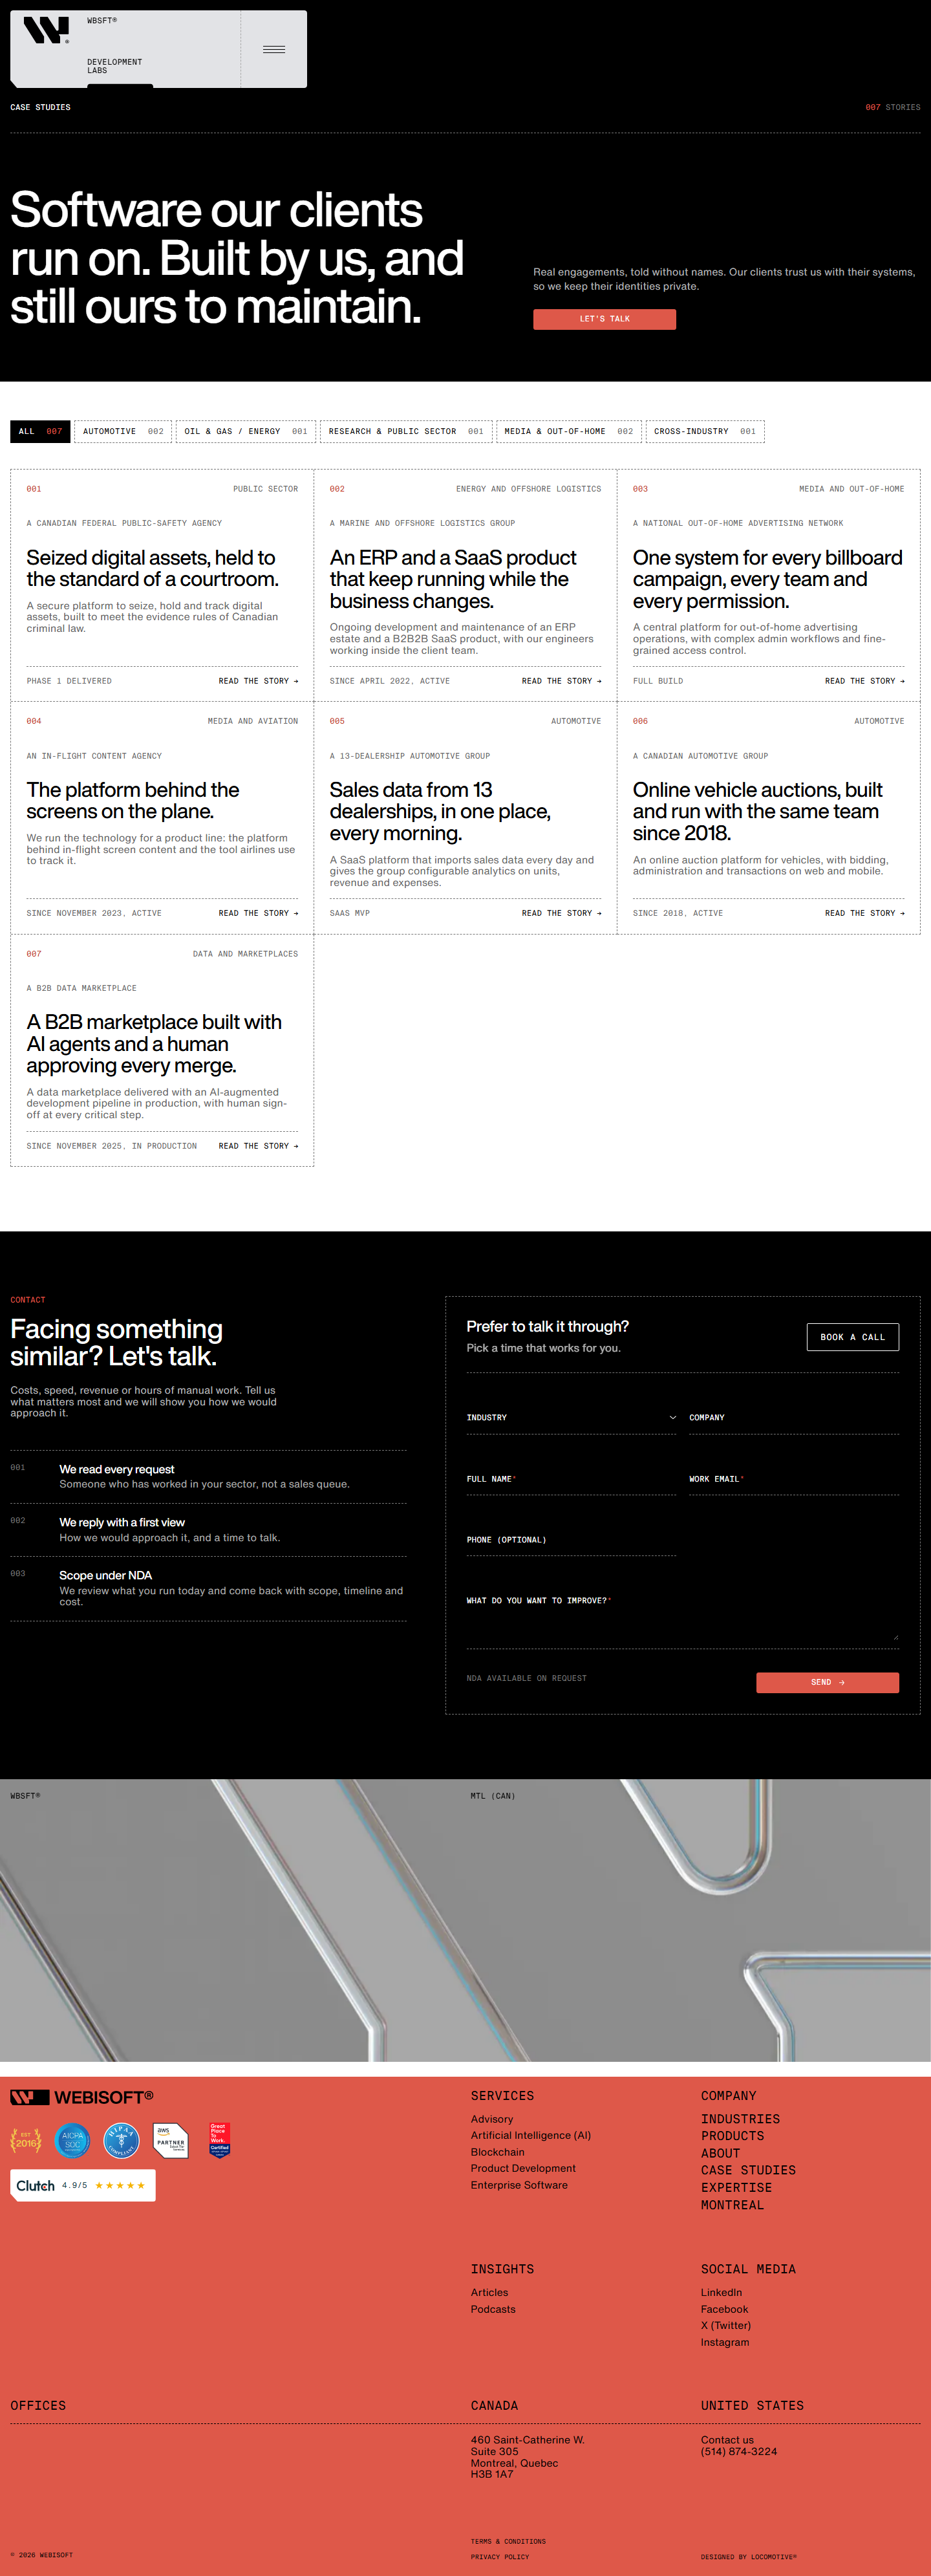 WBSFT®
DEVELOPMENT
LABS
CASE STUDIES
007 STORIES
Software our clients
run on. Built by us, and
still ours to maintain.
Real engagements, told without names. Our clients trust us with their systems,
so we keep their identities private.
LET'S TALK
ALL 007
AUTOMOTIVE 002
OIL & GAS / ENERGY 001
RESEARCH & PUBLIC SECTOR 001
MEDIA & OUT-OF-HOME 002
CROSS-INDUSTRY 001
001 PUBLIC SECTOR
A CANADIAN FEDERAL PUBLIC-SAFETY AGENCY
Seized digital assets, held to
the standard of a courtroom.
A secure platform to seize, hold and track digital
assets, built to meet the evidence rules of Canadian
criminal law.
PHASE 1 DELIVERED READ THE STORY →
002 ENERGY AND OFFSHORE LOGISTICS
A MARINE AND OFFSHORE LOGISTICS GROUP
An ERP and a SaaS product
that keep running while the
business changes.
Ongoing development and maintenance of an ERP
estate and a B2B2B SaaS product, with our engineers
working inside the client team.
SINCE APRIL 2022, ACTIVE READ THE STORY →
003 MEDIA AND OUT-OF-HOME
A NATIONAL OUT-OF-HOME ADVERTISING NETWORK
One system for every billboard
campaign, every team and
every permission.
A central platform for out-of-home advertising
operations, with complex admin workflows and fine-
grained access control.
FULL BUILD READ THE STORY →
004 MEDIA AND AVIATION
AN IN-FLIGHT CONTENT AGENCY
The platform behind the
screens on the plane.
We run the technology for a product line: the platform
behind in-flight screen content and the tool airlines use
to track it.
SINCE NOVEMBER 2023, ACTIVE READ THE STORY →
005 AUTOMOTIVE
A 13-DEALERSHIP AUTOMOTIVE GROUP
Sales data from 13
dealerships, in one place,
every morning.
A SaaS platform that imports sales data every day and
gives the group configurable analytics on units,
revenue and expenses.
SAAS MVP READ THE STORY →
006 AUTOMOTIVE
A CANADIAN AUTOMOTIVE GROUP
Online vehicle auctions, built
and run with the same team
since 2018.
An online auction platform for vehicles, with bidding,
administration and transactions on web and mobile.
SINCE 2018, ACTIVE READ THE STORY →
007 DATA AND MARKETPLACES
A B2B DATA MARKETPLACE
A B2B marketplace built with
AI agents and a human
approving every merge.
A data marketplace delivered with an AI-augmented
development pipeline in production, with human sign-
off at every critical step.
SINCE NOVEMBER 2025, IN PRODUCTION READ THE STORY →
CONTACT
Facing something
similar? Let's talk.
Costs, speed, revenue or hours of manual work. Tell us
what matters most and we will show you how we would
approach it.
001 We read every request
Someone who has worked in your sector, not a sales queue.
002 We reply with a first view
How we would approach it, and a time to talk.
003 Scope under NDA
We review what you run today and come back with scope, timeline and
cost.
Prefer to talk it through?
Pick a time that works for you.
BOOK A CALL
INDUSTRY COMPANY
FULL NAME* WORK EMAIL*
PHONE (OPTIONAL)
WHAT DO YOU WANT TO IMPROVE?*
NDA AVAILABLE ON REQUEST
SEND →
WBSFT® MTL (CAN)
WEBISOFT®
EST
2016
AICPA
SOC
HIPAA
COMPLIANT
aws
PARTNER
Great
Place
To
Work.
Certified
Clutch 4.9/5 ★★★★★
SERVICES
Advisory
Artificial Intelligence (AI)
Blockchain
Product Development
Enterprise Software
COMPANY
INDUSTRIES
PRODUCTS
ABOUT
CASE STUDIES
EXPERTISE
MONTREAL
INSIGHTS
Articles
Podcasts
SOCIAL MEDIA
LinkedIn
Facebook
X (Twitter)
Instagram
OFFICES
CANADA
460 Saint-Catherine W.
Suite 305
Montreal, Quebec
H3B 1A7
UNITED STATES
Contact us
(514) 874-3224
© 2026 WEBISOFT
TERMS & CONDITIONS
PRIVACY POLICY
DESIGNED BY LOCOMOTIVE®